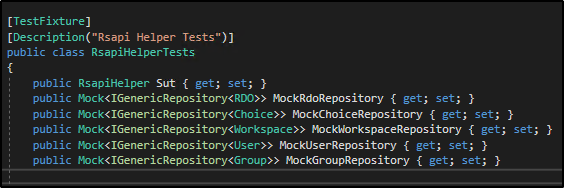 [TestFixture]
[Description("Rsapi Helper Tests")]
public class RsapiHelperTests
{
public RsapiHelper Sut { get; set; }
public Mock<IGenericRepository<RDO>> MockRdoRepository { get; set; }
public Mock<IGenericRepository<Choice>> MockChoiceRepository { get; set; }
public Mock<IGenericRepository<Workspace>> MockWorkspaceRepository { get; set; }
public Mock<IGenericRepository<User>> MockUserRepository { get; set; }
public Mock<IGenericRepository<Group>> MockGroupRepository { get; set; }